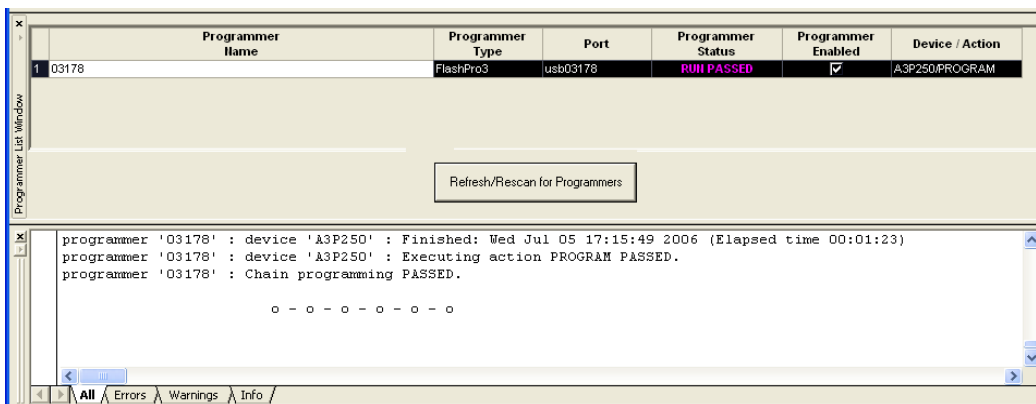 Programmer Name Programmer Type Port Programmer Status Programmer Enabled Device / Action
1 03178 FlashPro3 usb03178 RUN PASSED A3P250/PROGRAM
Programmer List Window
Refresh/Rescan for Programmers
programmer '03178' : device 'A3P250' : Finished: Wed Jul 05 17:15:49 2006 (Elapsed time 00:01:23)
programmer '03178' : device 'A3P250' : Executing action PROGRAM PASSED.
programmer '03178' : Chain programming PASSED.
o - o - o - o - o - o
All Errors Warnings Info